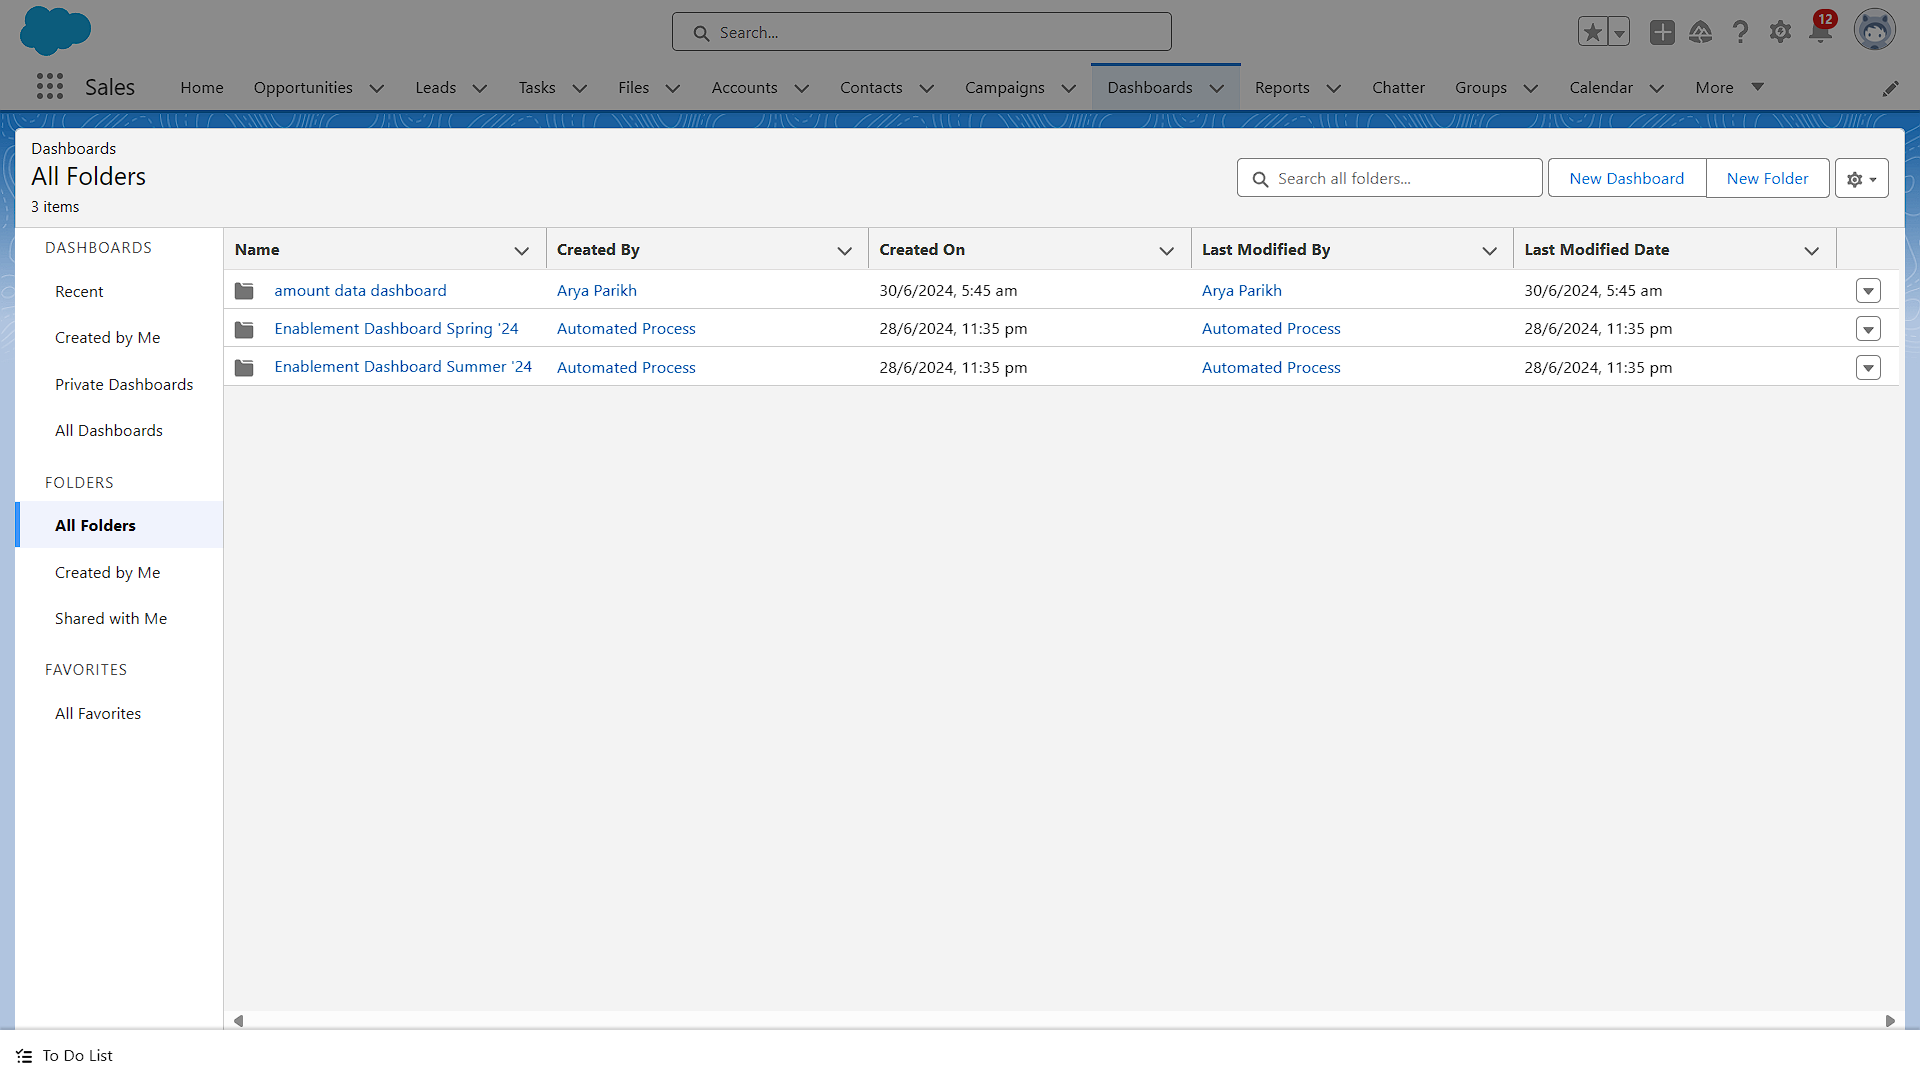 Search...
12
Sales
Home
Opportunities
Leads
Tasks
Files
Accounts
Contacts
Campaigns
Dashboards
Reports
Chatter
Groups
Calendar
More
Dashboards
All Folders
3 items
Search all folders...
New Dashboard
New Folder
DASHBOARDS
Recent
Created by Me
Private Dashboards
All Dashboards
FOLDERS
All Folders
Created by Me
Shared with Me
FAVORITES
All Favorites
Name Created By Created On Last Modified By Last Modified Date
amount data dashboard Arya Parikh 30/6/2024, 5:45 am Arya Parikh 30/6/2024, 5:45 am
Enablement Dashboard Spring '24 Automated Process 28/6/2024, 11:35 pm Automated Process 28/6/2024, 11:35 pm
Enablement Dashboard Summer '24 Automated Process 28/6/2024, 11:35 pm Automated Process 28/6/2024, 11:35 pm
To Do List